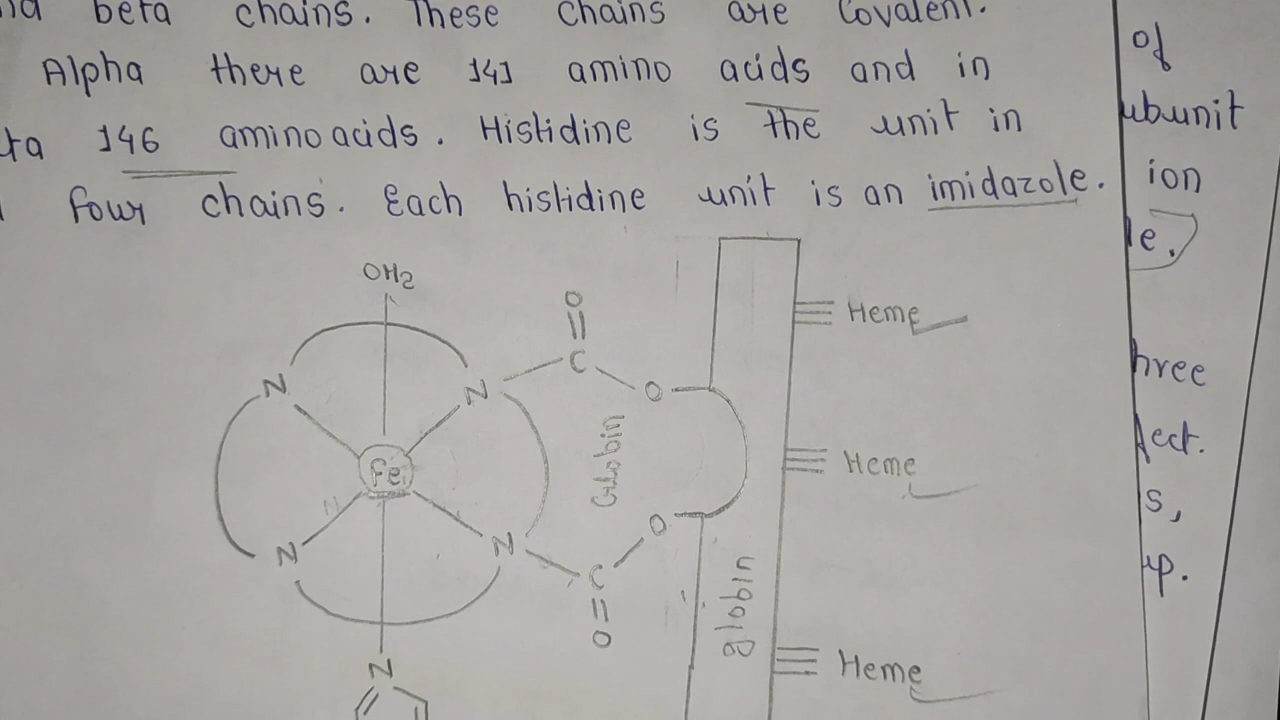 beta chains. These chains are Covalent.
Alpha there are 141 amino acids and in
ta 146 amino acids. Histidine is the unit in
four chains. Each histidine unit is an imidazole.
of
ubunit
ion
le.
hree
fect.
s,
up.
OH2
N
N
Fe
N
N
N
O
C
O
Globin
O
C
O
globin
Heme
Heme
Heme